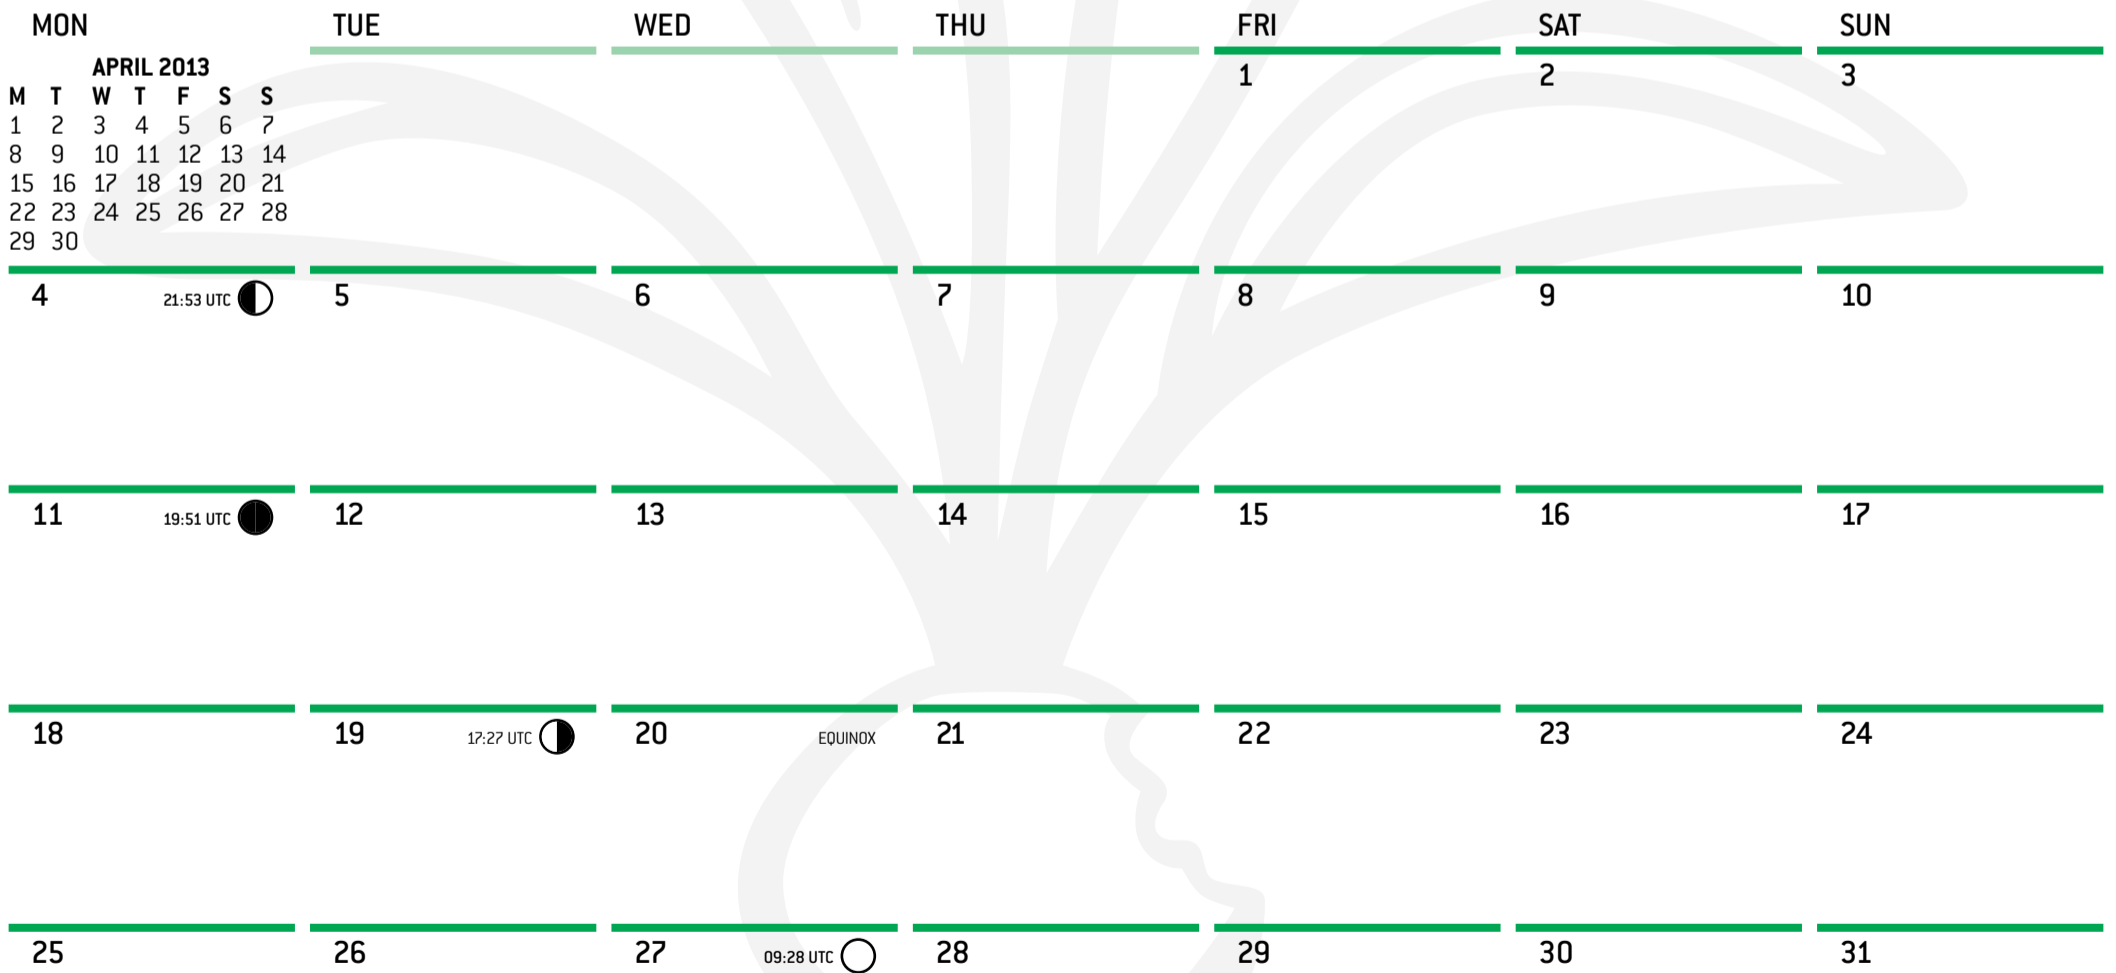 MON TUE WED THU FRI SAT SUN
APRIL 2013
M T W T F S S
1 2 3 4 5 6 7
8 9 10 11 12 13 14
15 16 17 18 19 20 21
22 23 24 25 26 27 28
29 30
1 2 3
4 21:53 UTC 5 6 7 8 9 10
11 19:51 UTC 12 13 14 15 16 17
18 19 17:27 UTC 20 EQUINOX 21 22 23 24
25 26 27 09:28 UTC 28 29 30 31